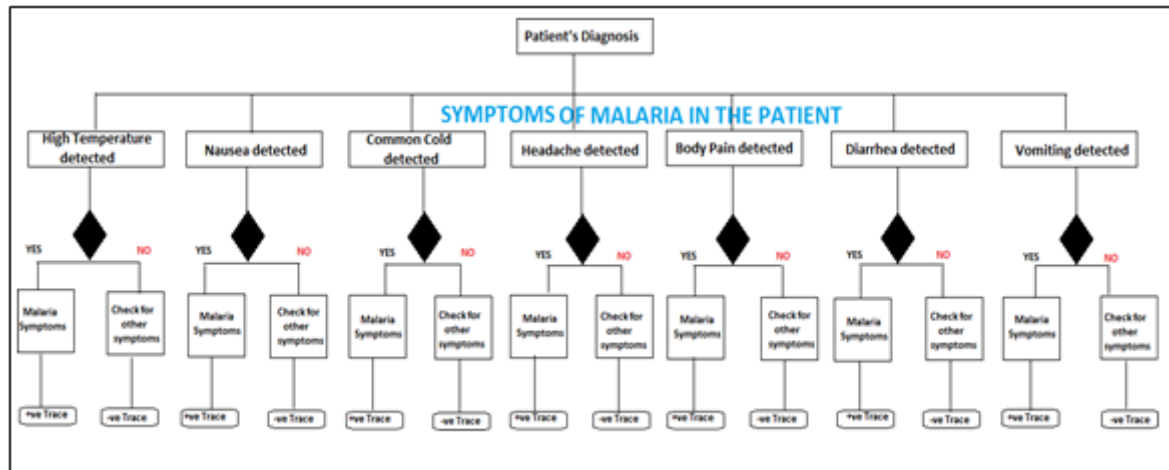 Patient's Diagnosis
SYMPTOMS OF MALARIA IN THE PATIENT
High Temperature
detected
Nausea detected
Common Cold
detected
Headache detected
Body Pain detected
Diarrhea detected
Vomiting detected
YES
NO
YES
NO
YES
NO
YES
NO
YES
NO
YES
NO
YES
NO
Malaria
Symptoms
Check for
other
symptoms
Malaria
Symptoms
Check for
other
symptoms
Malaria
Symptoms
Check for
other
symptoms
Malaria
Symptoms
Check for
other
symptoms
Malaria
Symptoms
Check for
other
symptoms
Malaria
Symptoms
Check for
other
symptoms
Malaria
Symptoms
Check for
other
symptoms
+ve Trace
-ve Trace
+ve Trace
-ve Trace
+ve Trace
-ve Trace
+ve Trace
-ve Trace
+ve Trace
-ve Trace
+ve Trace
-ve Trace
+ve Trace
-ve Trace